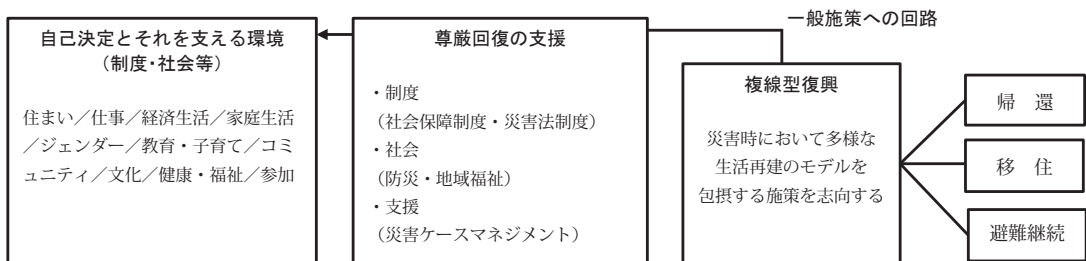 一般施策への回路
自己決定とそれを支える環境
（制度・社会等）
住まい／仕事／経済生活／家庭生活
／ジェンダー／教育・子育て／コミ
ュニティ／文化／健康・福祉／参加
尊厳回復の支援
・制度
（社会保障制度・災害法制度）
・社会
（防災・地域福祉）
・支援
（災害ケースマネジメント）
複線型復興
災害時において多様な
生活再建のモデルを
包摂する施策を志向する
帰　還
移　住
避難継続